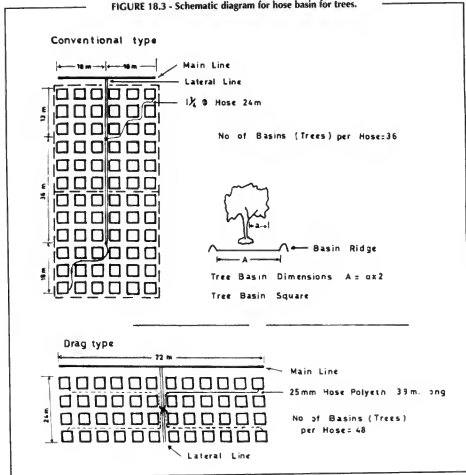 FIGURE 18.3 - Schematic diagram for hose basin for trees.
Conventional type
18 m
18 m
Main Line
Lateral Line
1¼ Φ Hose 24m
12 m
No of Basins (Trees) per Hose=36
36 m
a
Basin Ridge
A
Tree Basin Dimensions A = ax2
Tree Basin Square
18 m
Drag type
72 m
Main Line
25mm Hose Polyeth 39m. ong
24m
No of Basins (Trees)
per Hose= 48
Lateral Line